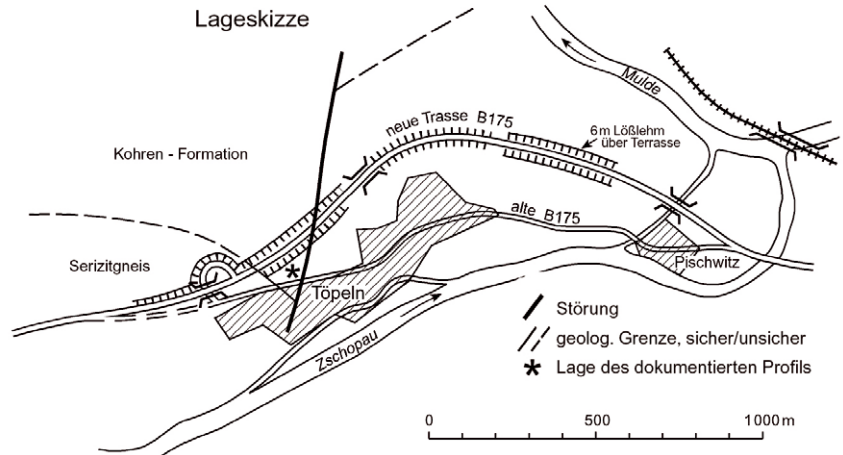 Lageskizze
Mulde
neue Trasse B175
6 m Lößlehm
über Terrasse
Kohren - Formation
alte B175
Serizitgneis
Pischwitz
Töpeln
Zschopau
Störung
geolog. Grenze, sicher/unsicher
* Lage des dokumentierten Profils
0 500 1000 m